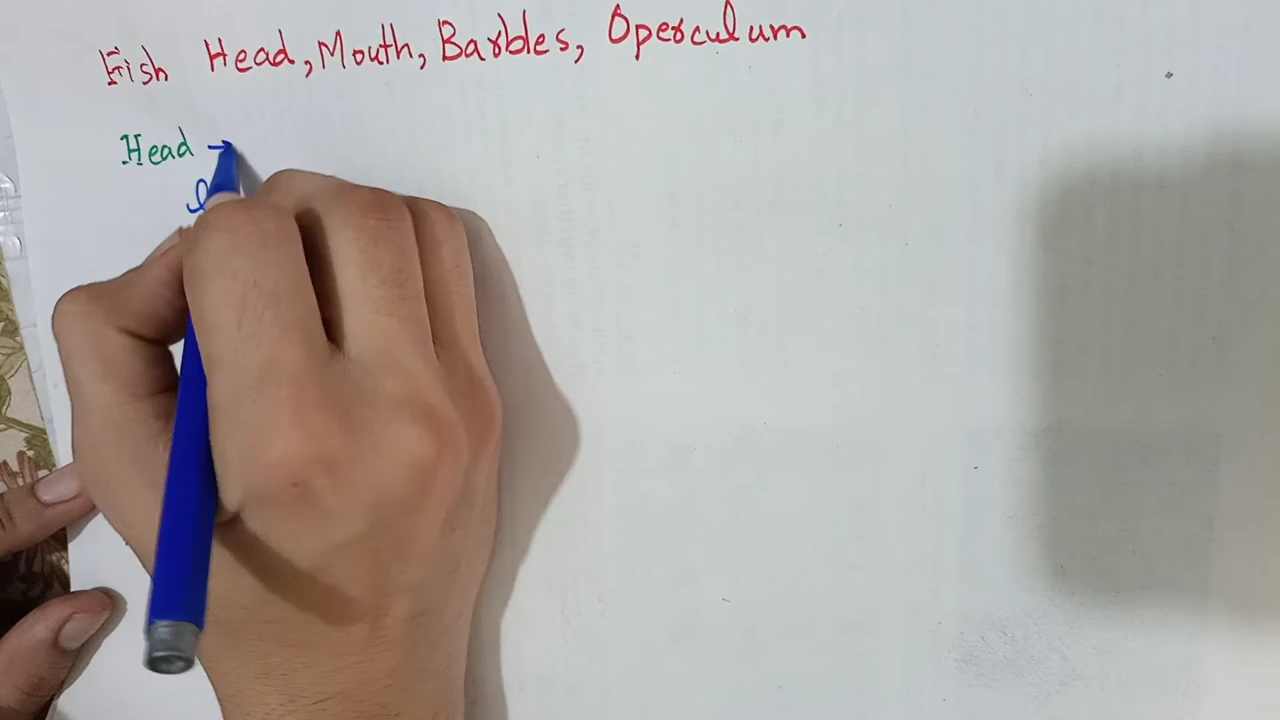 Fish Head, Mouth, Barbles, Operculum
Head →